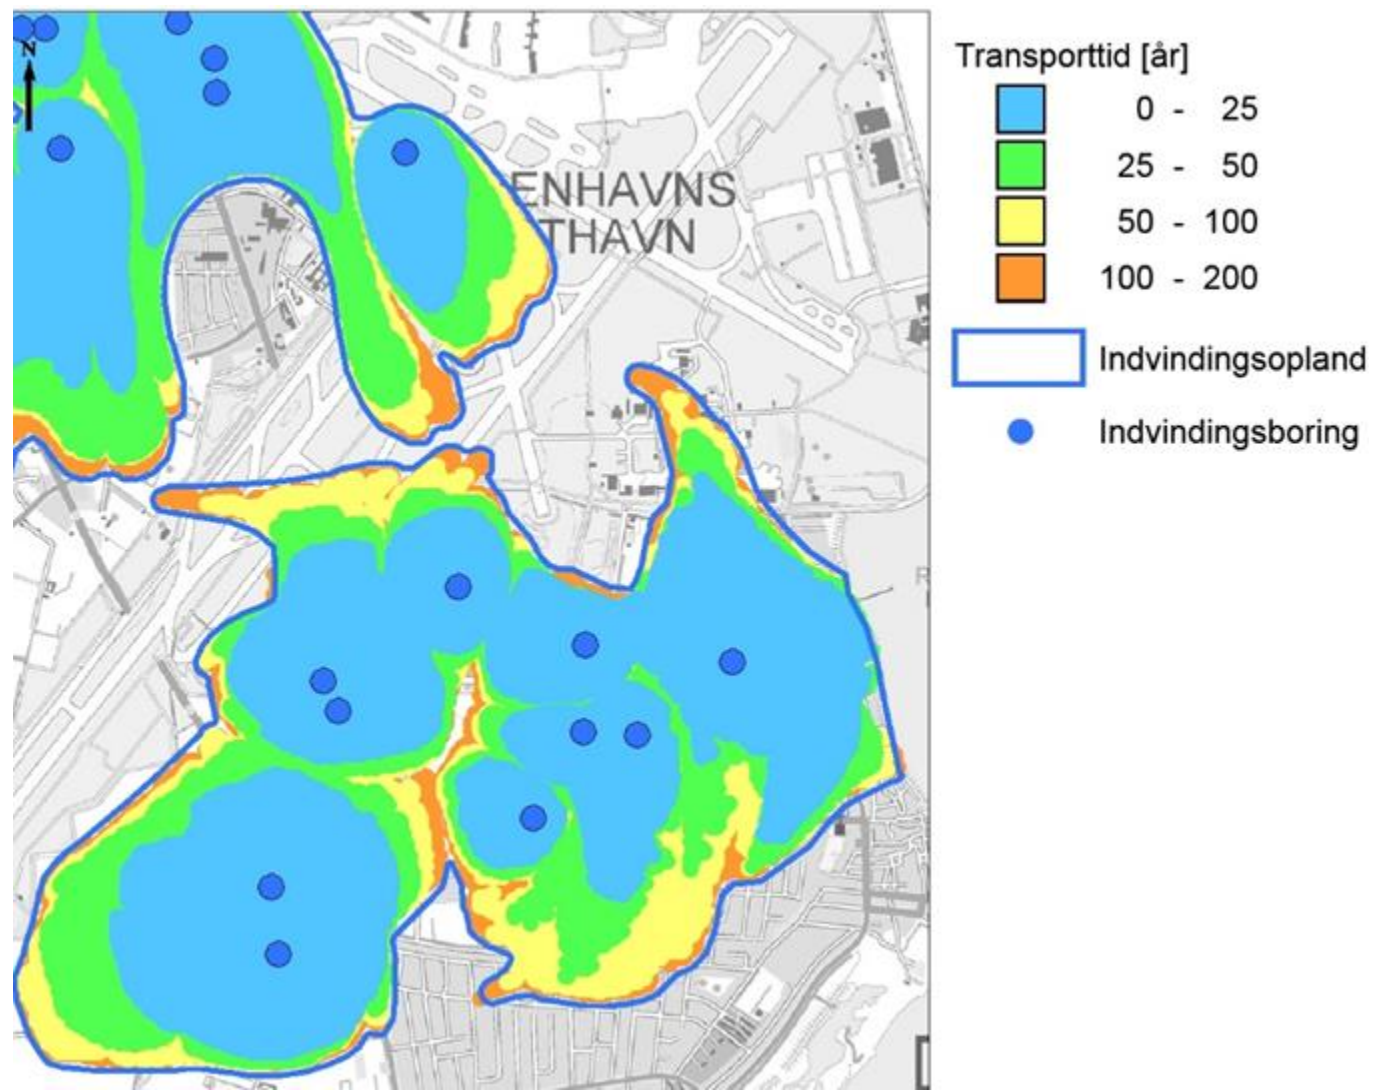 N
ENHAVNS
THAVN
Transporttid [år]
0 - 25
25 - 50
50 - 100
100 - 200
Indvindingsopland
Indvindingsboring